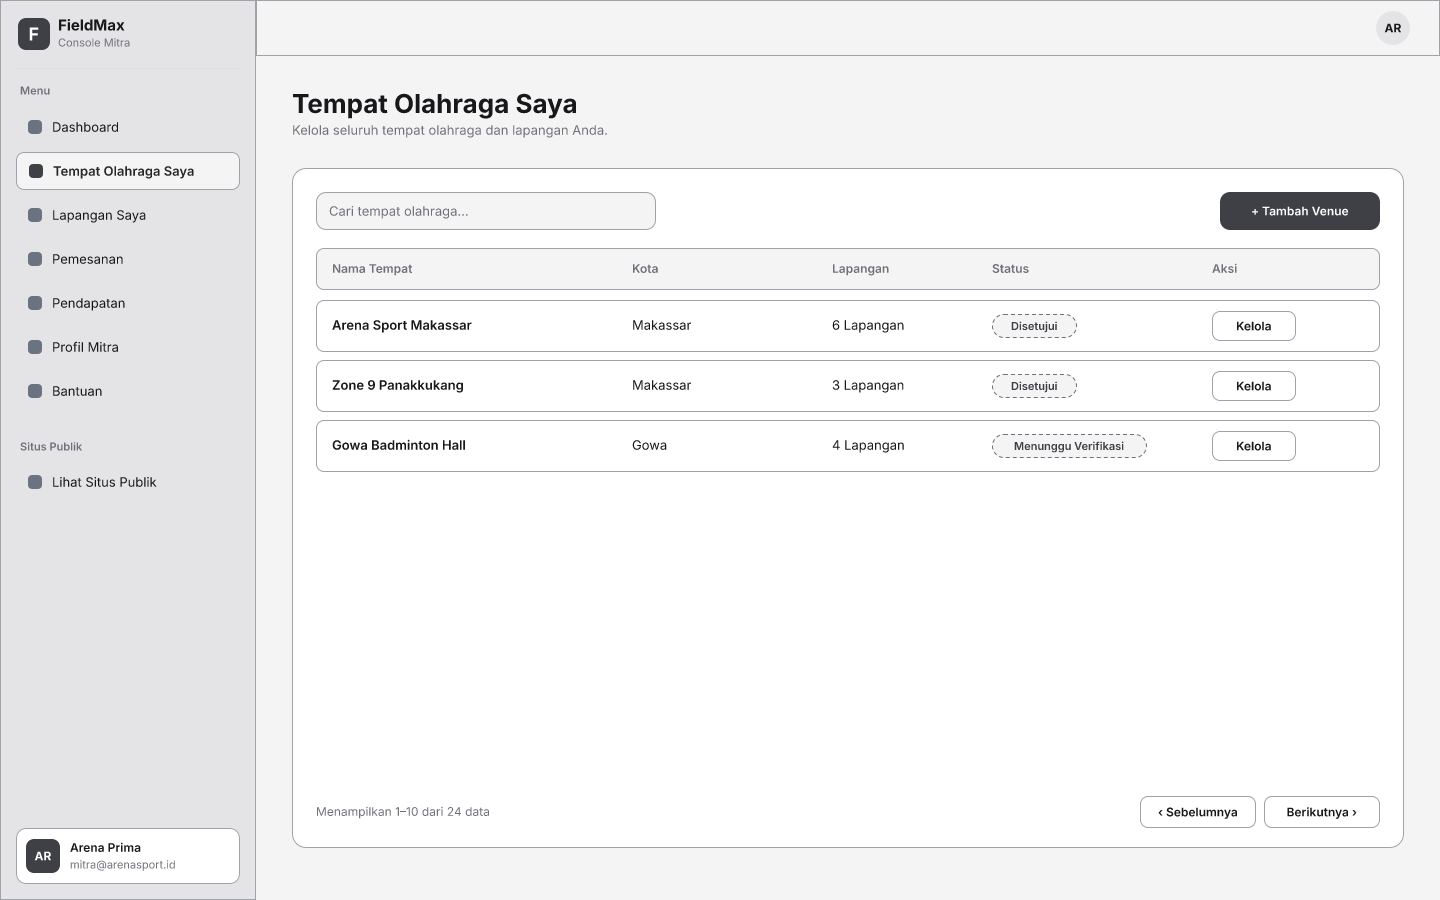 F
FieldMax
Console Mitra
Menu
Dashboard
Tempat Olahraga Saya
Lapangan Saya
Pemesanan
Pendapatan
Profil Mitra
Bantuan
Situs Publik
Lihat Situs Publik
AR
Arena Prima
mitra@arenasport.id
AR
Tempat Olahraga Saya
Kelola seluruh tempat olahraga dan lapangan Anda.
Cari tempat olahraga...
+ Tambah Venue
Nama Tempat Kota Lapangan Status Aksi
Arena Sport Makassar Makassar 6 Lapangan Disetujui Kelola
Zone 9 Panakkukang Makassar 3 Lapangan Disetujui Kelola
Gowa Badminton Hall Gowa 4 Lapangan Menunggu Verifikasi Kelola
Menampilkan 1–10 dari 24 data
‹ Sebelumnya Berikutnya ›